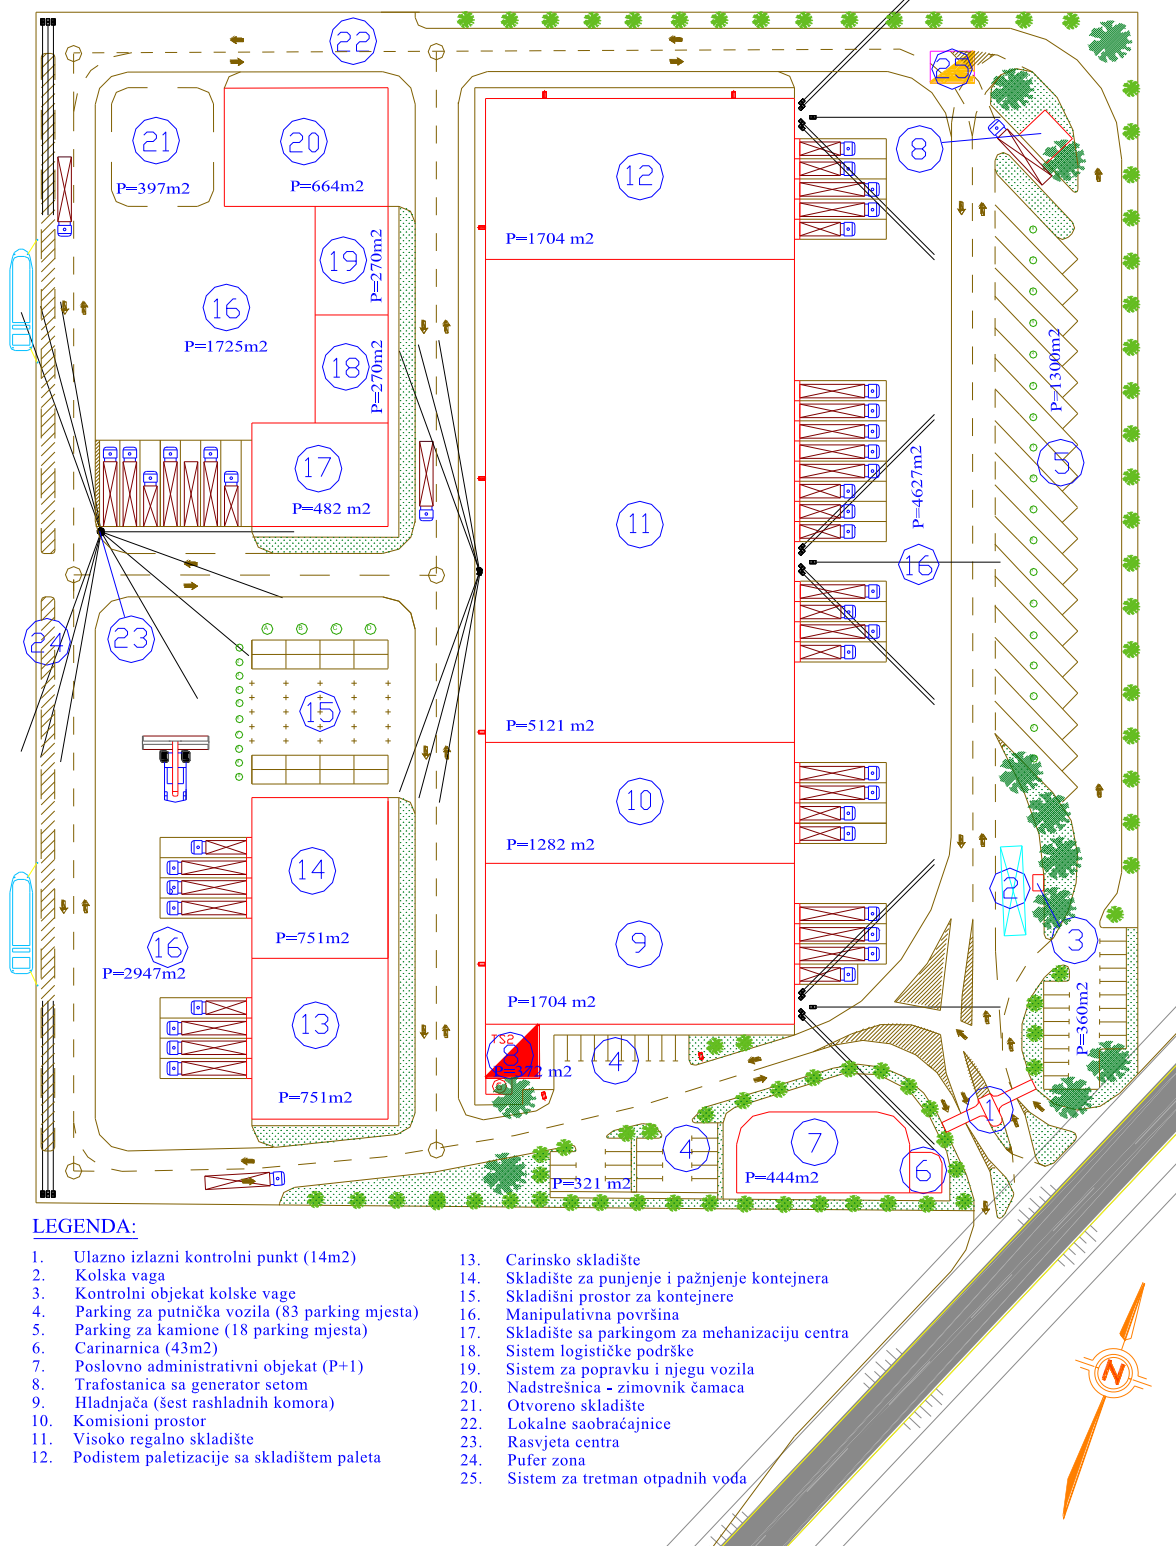 22
25
21
P=397m2
20
P=664m2
12
P=1704 m2
8
19
P=270m2
16
P=1725m2
18
P=270m2
P=1300m2
17
P=482 m2
5
P=4627m2
11
16
24
23
A B C D
15
P=5121 m2
10
P=1282 m2
14
P=751m2
2
3
9
P=1704 m2
16
P=2947m2
13
P=751m2
P=360m2
8
P=372 m2
4
1
4
P=321 m2
7
P=444m2
6
LEGENDA:
1. Ulazno izlazni kontrolni punkt (14m2)
2. Kolska vaga
3. Kontrolni objekat kolske vage
4. Parking za putnička vozila (83 parking mjesta)
5. Parking za kamione (18 parking mjesta)
6. Carinarnica (43m2)
7. Poslovno administrativni objekat (P+1)
8. Trafostanica sa generator setom
9. Hladnjača (šest rashladnih komora)
10. Komisioni prostor
11. Visoko regalno skladište
12. Podistem paletizacije sa skladištem paleta
13. Carinsko skladište
14. Skladište za punjenje i pažnjenje kontejnera
15. Skladišni prostor za kontejnere
16. Manipulativna površina
17. Skladište sa parkingom za mehanizaciju centra
18. Sistem logističke podrške
19. Sistem za popravku i njegu vozila
20. Nadstrešnica - zimovnik čamaca
21. Otvoreno skladište
22. Lokalne saobraćajnice
23. Rasvjeta centra
24. Pufer zona
25. Sistem za tretman otpadnih voda
N